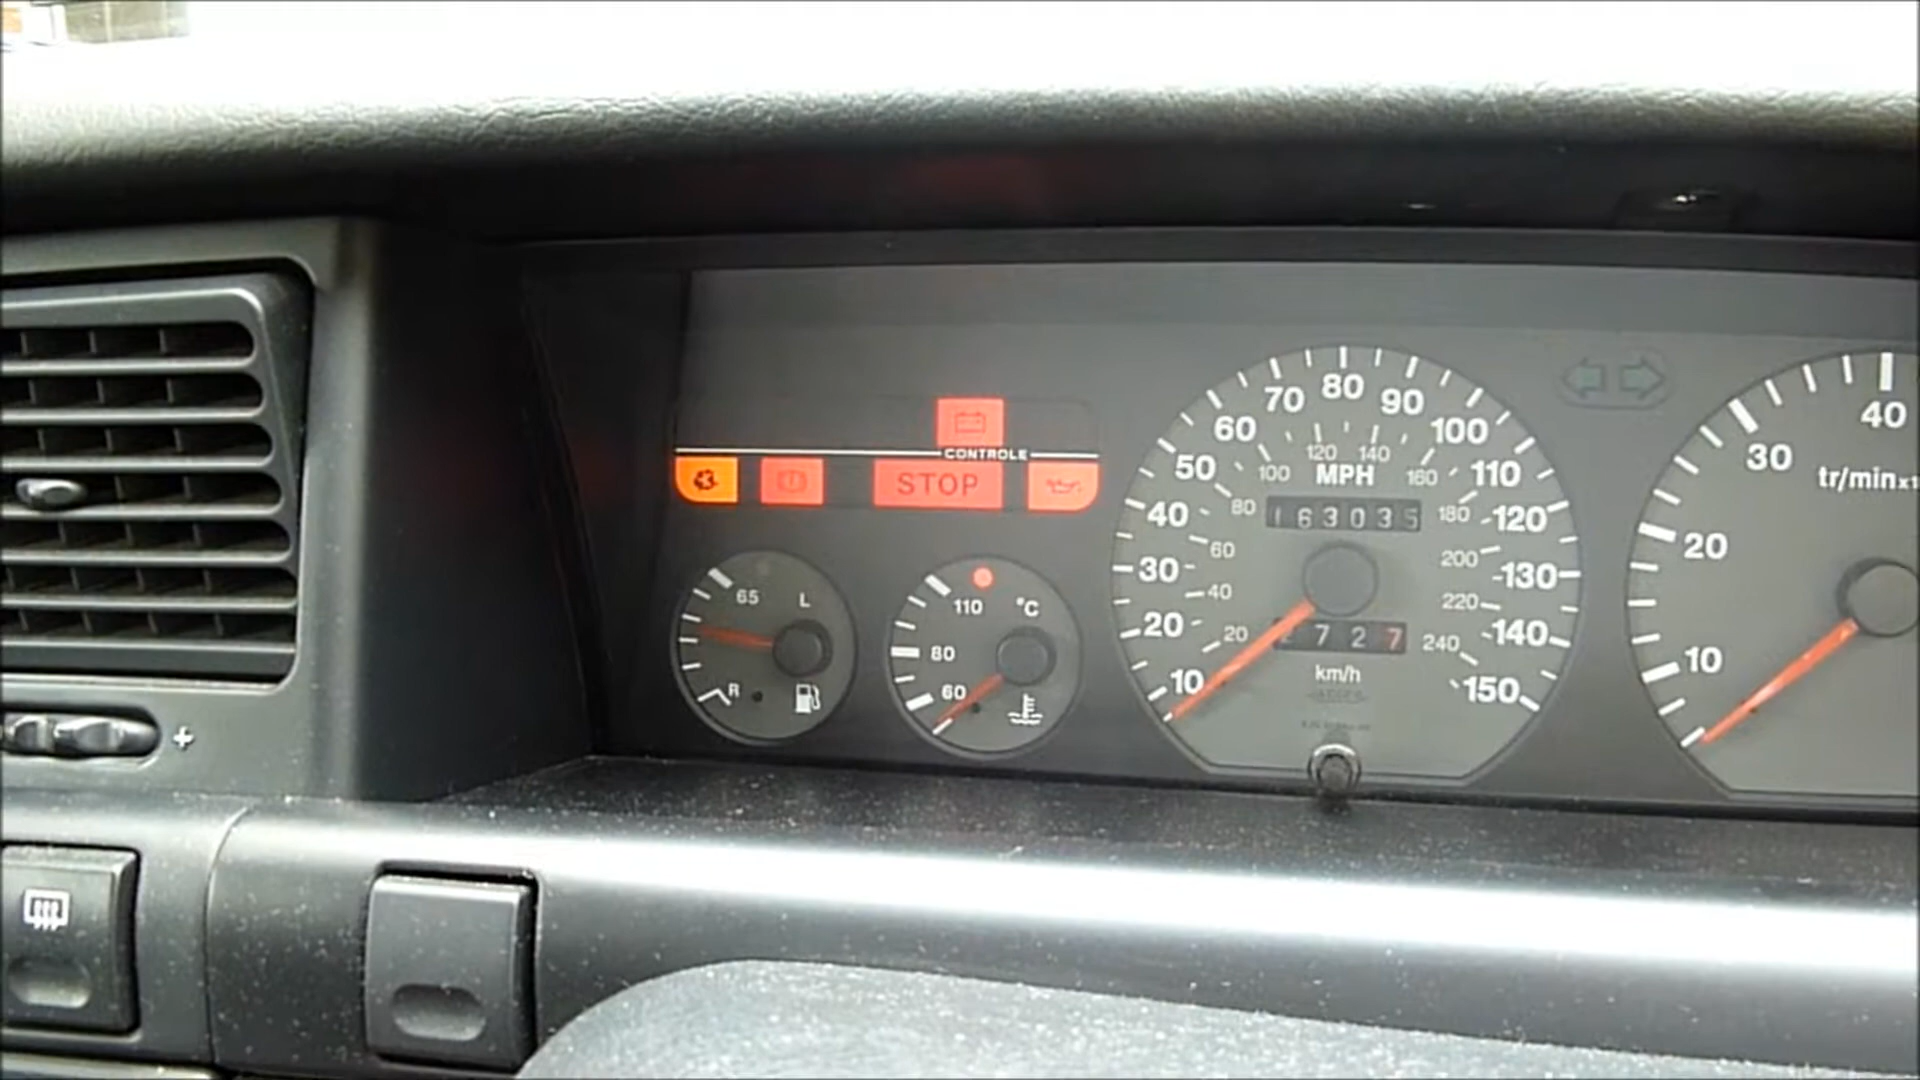 CONTROLE
STOP
65 L
R
110 °C
80
60
10 20 30 40 50 60 70 80 90 100 110 120 130 140 150
20 40 60 80 100 120 140 160 180 200 220 240
MPH
163035
727
km/h
10 20 30 40
tr/min
+